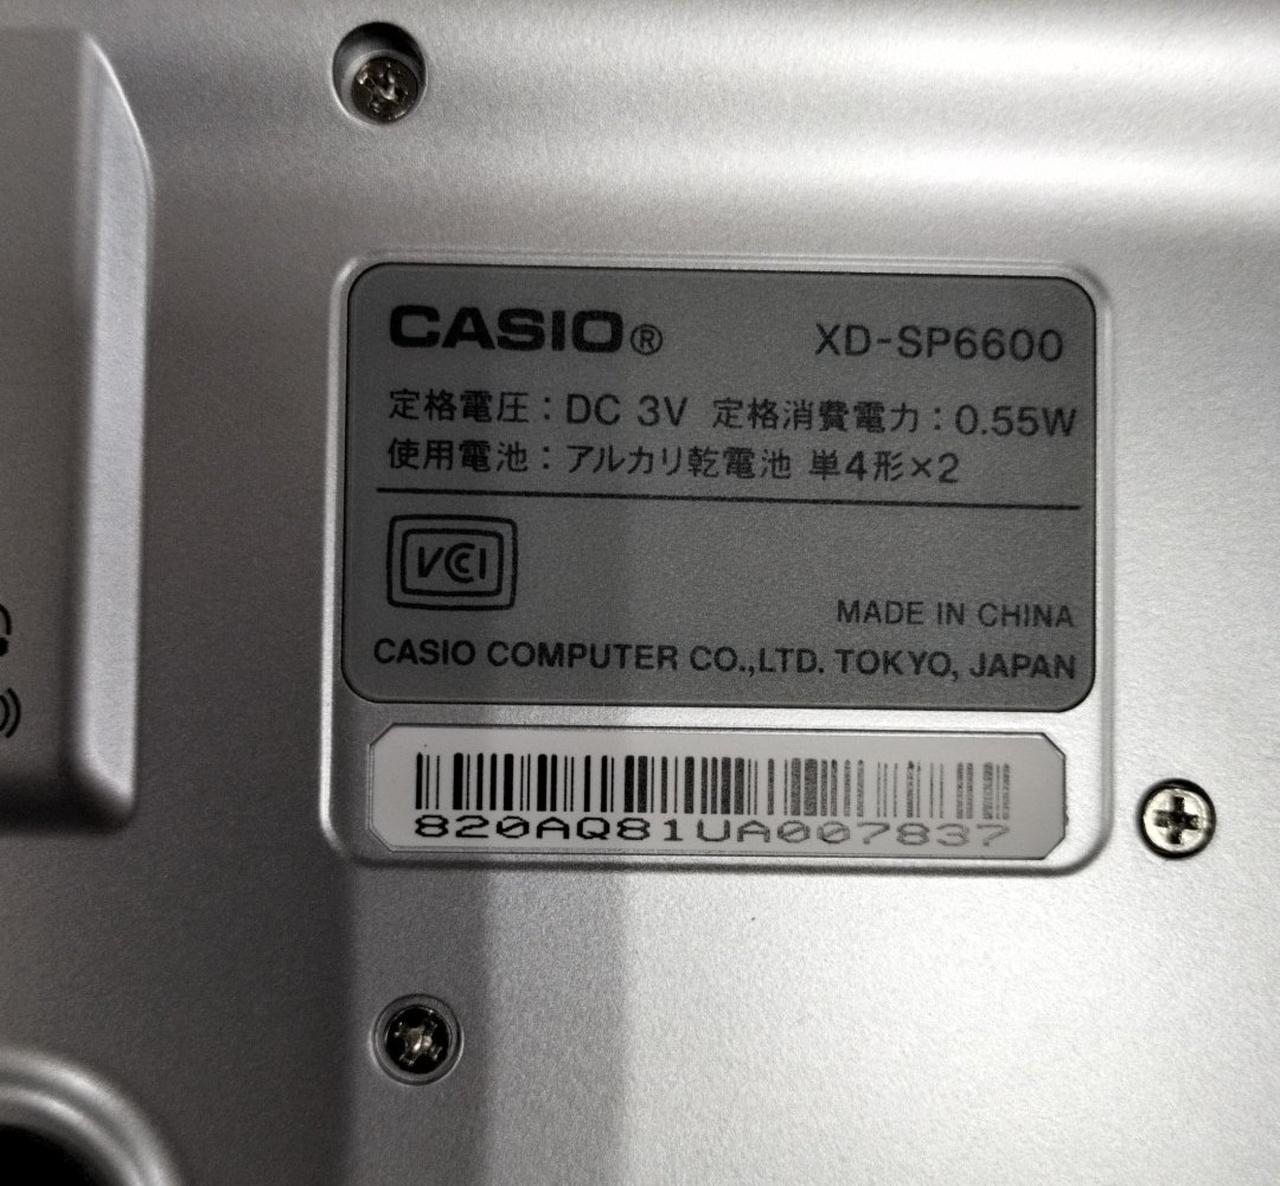 CASIO® XD-SP6600
定格電圧：DC 3V 定格消費電力：0.55W
使用電池：アルカリ乾電池 単4形×2
VCCI
MADE IN CHINA
CASIO COMPUTER CO.,LTD. TOKYO, JAPAN
820AQ81UA007837